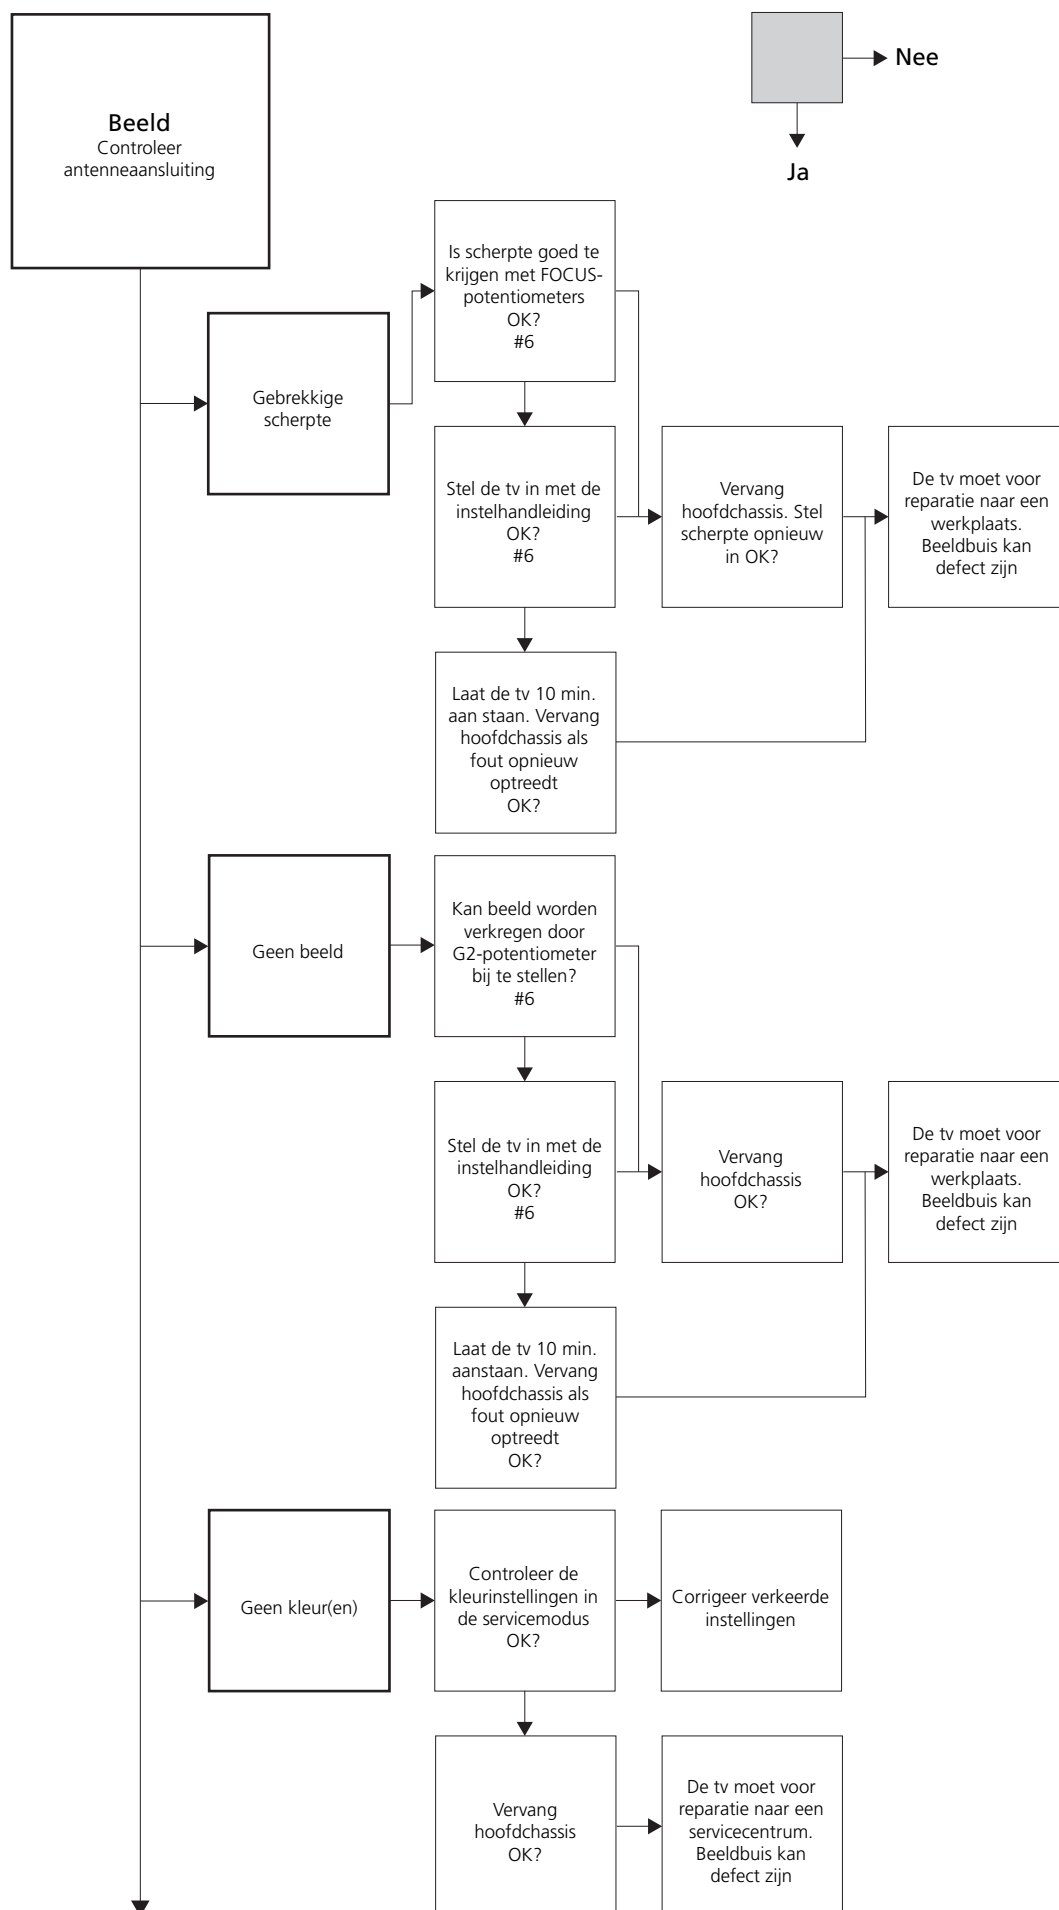 Beeld
Controleer
antenneaansluiting
Nee
Ja
Is scherpte goed te
krijgen met FOCUS-
potentiometers
OK?
#6
Gebrekkige
scherpte
Stel de tv in met de
instelhandleiding
OK?
#6
Vervang
hoofdchassis. Stel
scherpte opnieuw
in OK?
De tv moet voor
reparatie naar een
werkplaats.
Beeldbuis kan
defect zijn
Laat de tv 10 min.
aan staan. Vervang
hoofdchassis als
fout opnieuw
optreedt
OK?
Geen beeld
Kan beeld worden
verkregen door
G2-potentiometer
bij te stellen?
#6
Stel de tv in met de
instelhandleiding
OK?
#6
Vervang
hoofdchassis
OK?
De tv moet voor
reparatie naar een
werkplaats.
Beeldbuis kan
defect zijn
Laat de tv 10 min.
aanstaan. Vervang
hoofdchassis als
fout opnieuw
optreedt
OK?
Geen kleur(en)
Controleer de
kleurinstellingen in
de servicemodus
OK?
Corrigeer verkeerde
instellingen
Vervang
hoofdchassis
OK?
De tv moet voor
reparatie naar een
servicecentrum.
Beeldbuis kan
defect zijn